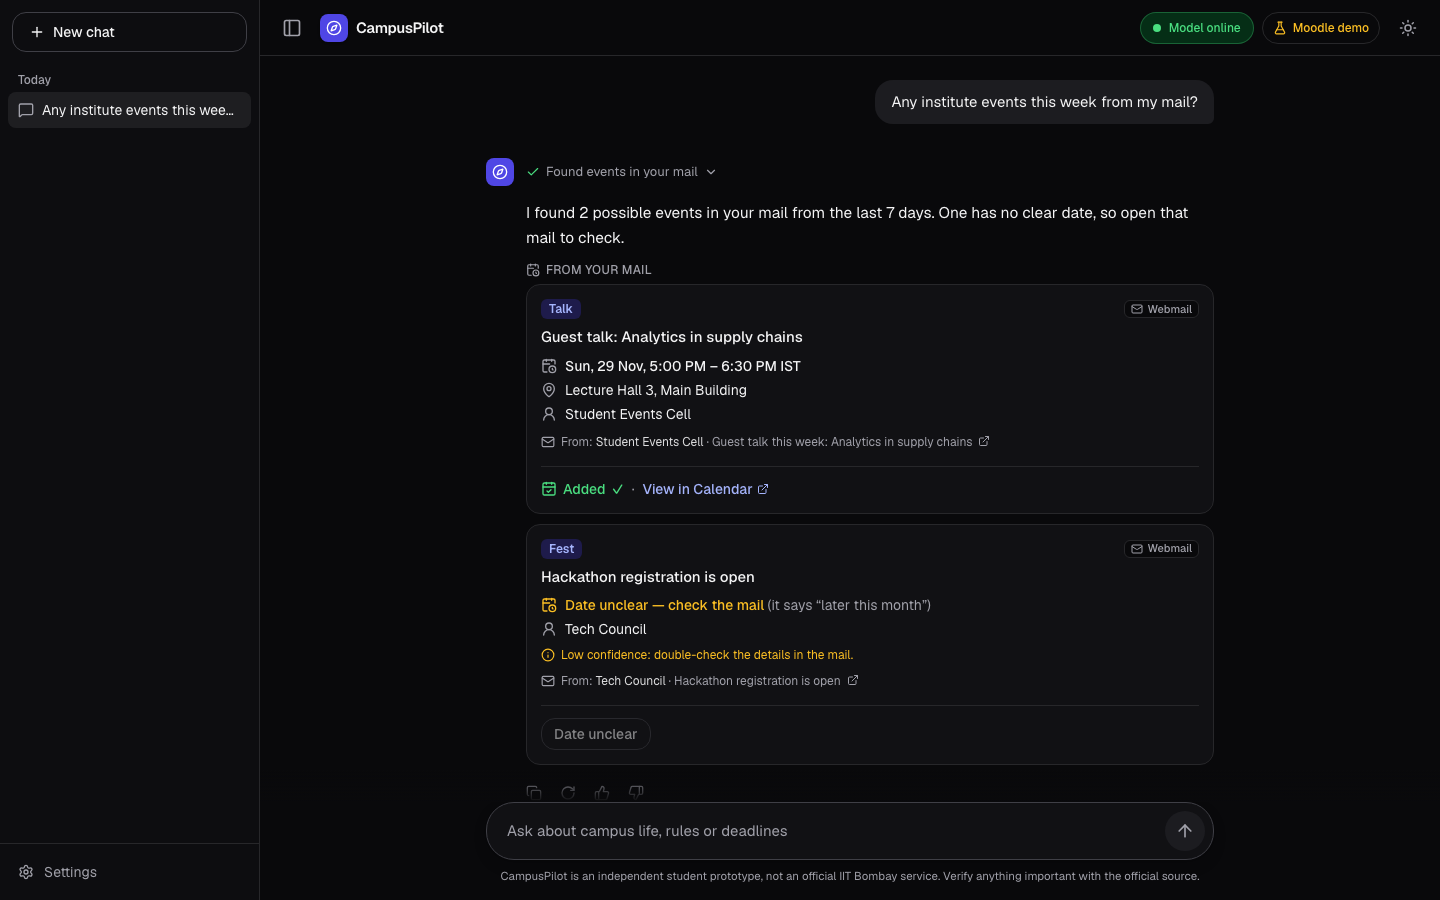 New chat
Today
Any institute events this wee...
Settings
CampusPilot
Model online
Moodle demo
Any institute events this week from my mail?
Found events in your mail
I found 2 possible events in your mail from the last 7 days. One has no clear date, so open that
mail to check.
FROM YOUR MAIL
Talk
Webmail
Guest talk: Analytics in supply chains
Sun, 29 Nov, 5:00 PM – 6:30 PM IST
Lecture Hall 3, Main Building
Student Events Cell
From: Student Events Cell · Guest talk this week: Analytics in supply chains
Added ✓ · View in Calendar
Fest
Webmail
Hackathon registration is open
Date unclear — check the mail (it says “later this month”)
Tech Council
Low confidence: double-check the details in the mail.
From: Tech Council · Hackathon registration is open
Date unclear
Ask about campus life, rules or deadlines
CampusPilot is an independent student prototype, not an official IIT Bombay service. Verify anything important with the official source.